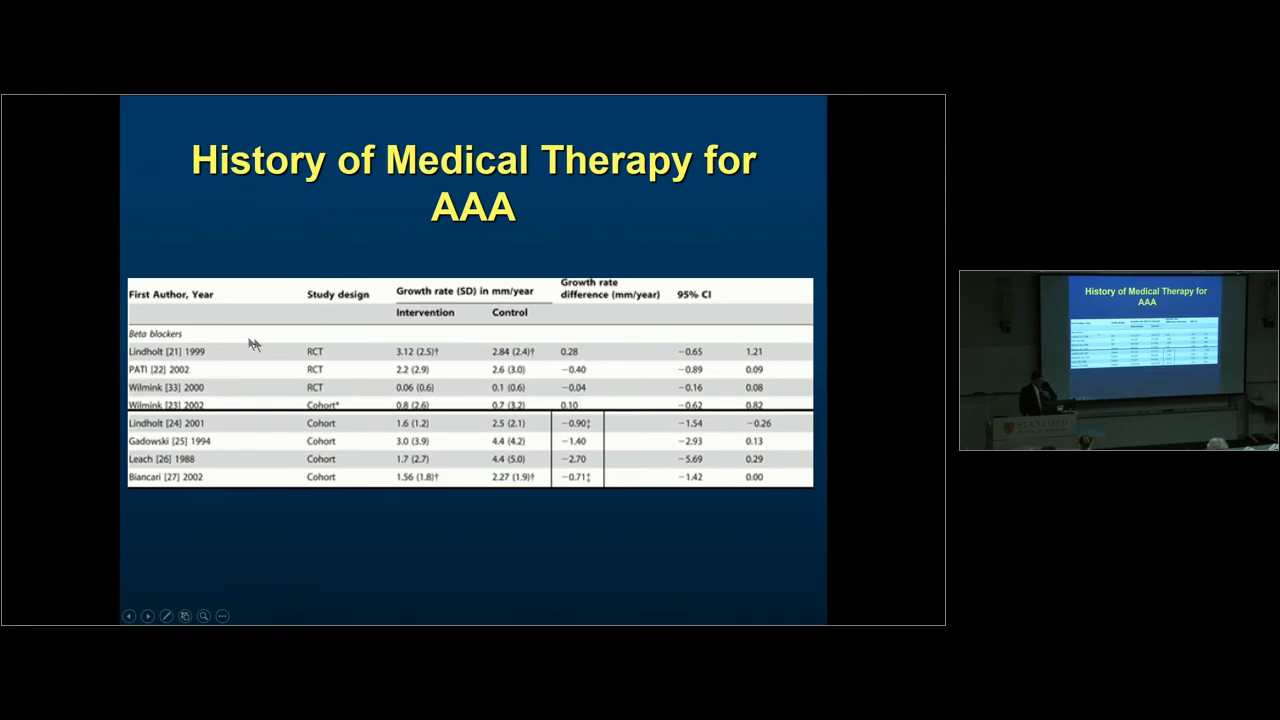 History of Medical Therapy for
AAA
First Author, Year Study design Growth rate (SD) in mm/year Growth rate difference (mm/year) 95% CI
Intervention Control
Beta blockers
Lindholt [21] 1999 RCT 3.12 (2.5)† 2.84 (2.4)† 0.28 −0.65 1.21
PATI [22] 2002 RCT 2.2 (2.9) 2.6 (3.0) −0.40 −0.89 0.09
Wilmink [33] 2000 RCT 0.06 (0.6) 0.1 (0.6) −0.04 −0.16 0.08
Wilmink [23] 2002 Cohort* 0.8 (2.6) 0.7 (3.2) 0.10 −0.62 0.82
Lindholt [24] 2001 Cohort 1.6 (1.2) 2.5 (2.1) −0.90‡ −1.54 −0.26
Gadowski [25] 1994 Cohort 3.0 (3.9) 4.4 (4.2) −1.40 −2.93 0.13
Leach [26] 1988 Cohort 1.7 (2.7) 4.4 (5.0) −2.70 −5.69 0.29
Biancari [27] 2002 Cohort 1.56 (1.8)† 2.27 (1.9)† −0.71‡ −1.42 0.00
History of Medical Therapy for
AAA
STANFORD